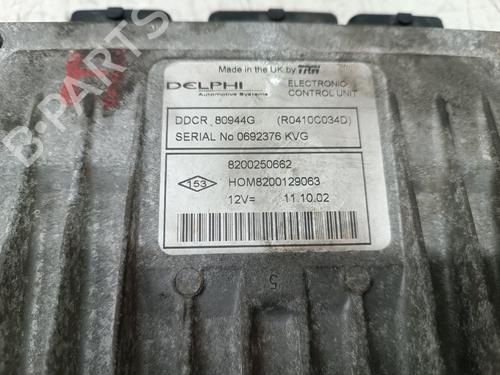 Made in the UK by TRW
DELPHI
Automotive Systems
ELECTRONIC
CONTROL UNIT
DDCR 80944G (R0410C034D)
SERIAL No 0692376 KVG
8200250662
153
HOM8200129063
12V= 11.10.02
5
B-PARTS